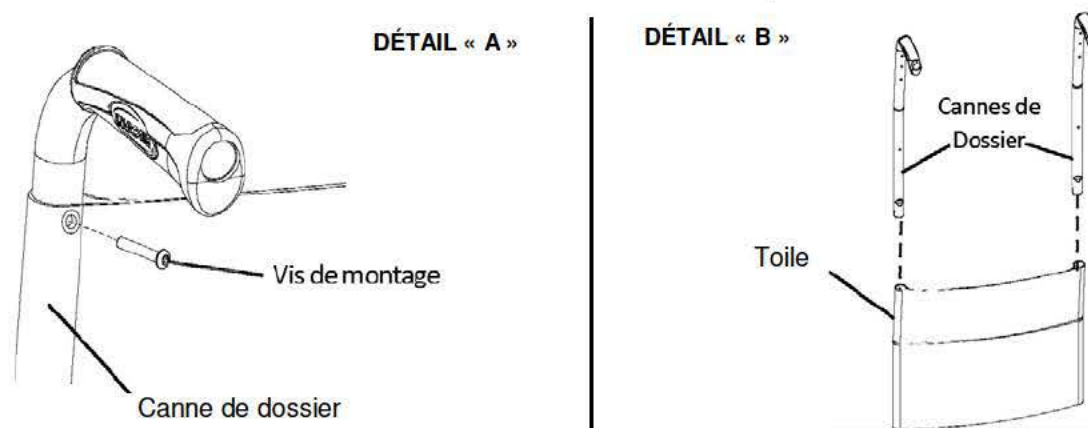 DÉTAIL « A »
Vis de montage
Canne de dossier
DÉTAIL « B »
Cannes de
Dossier
Toile